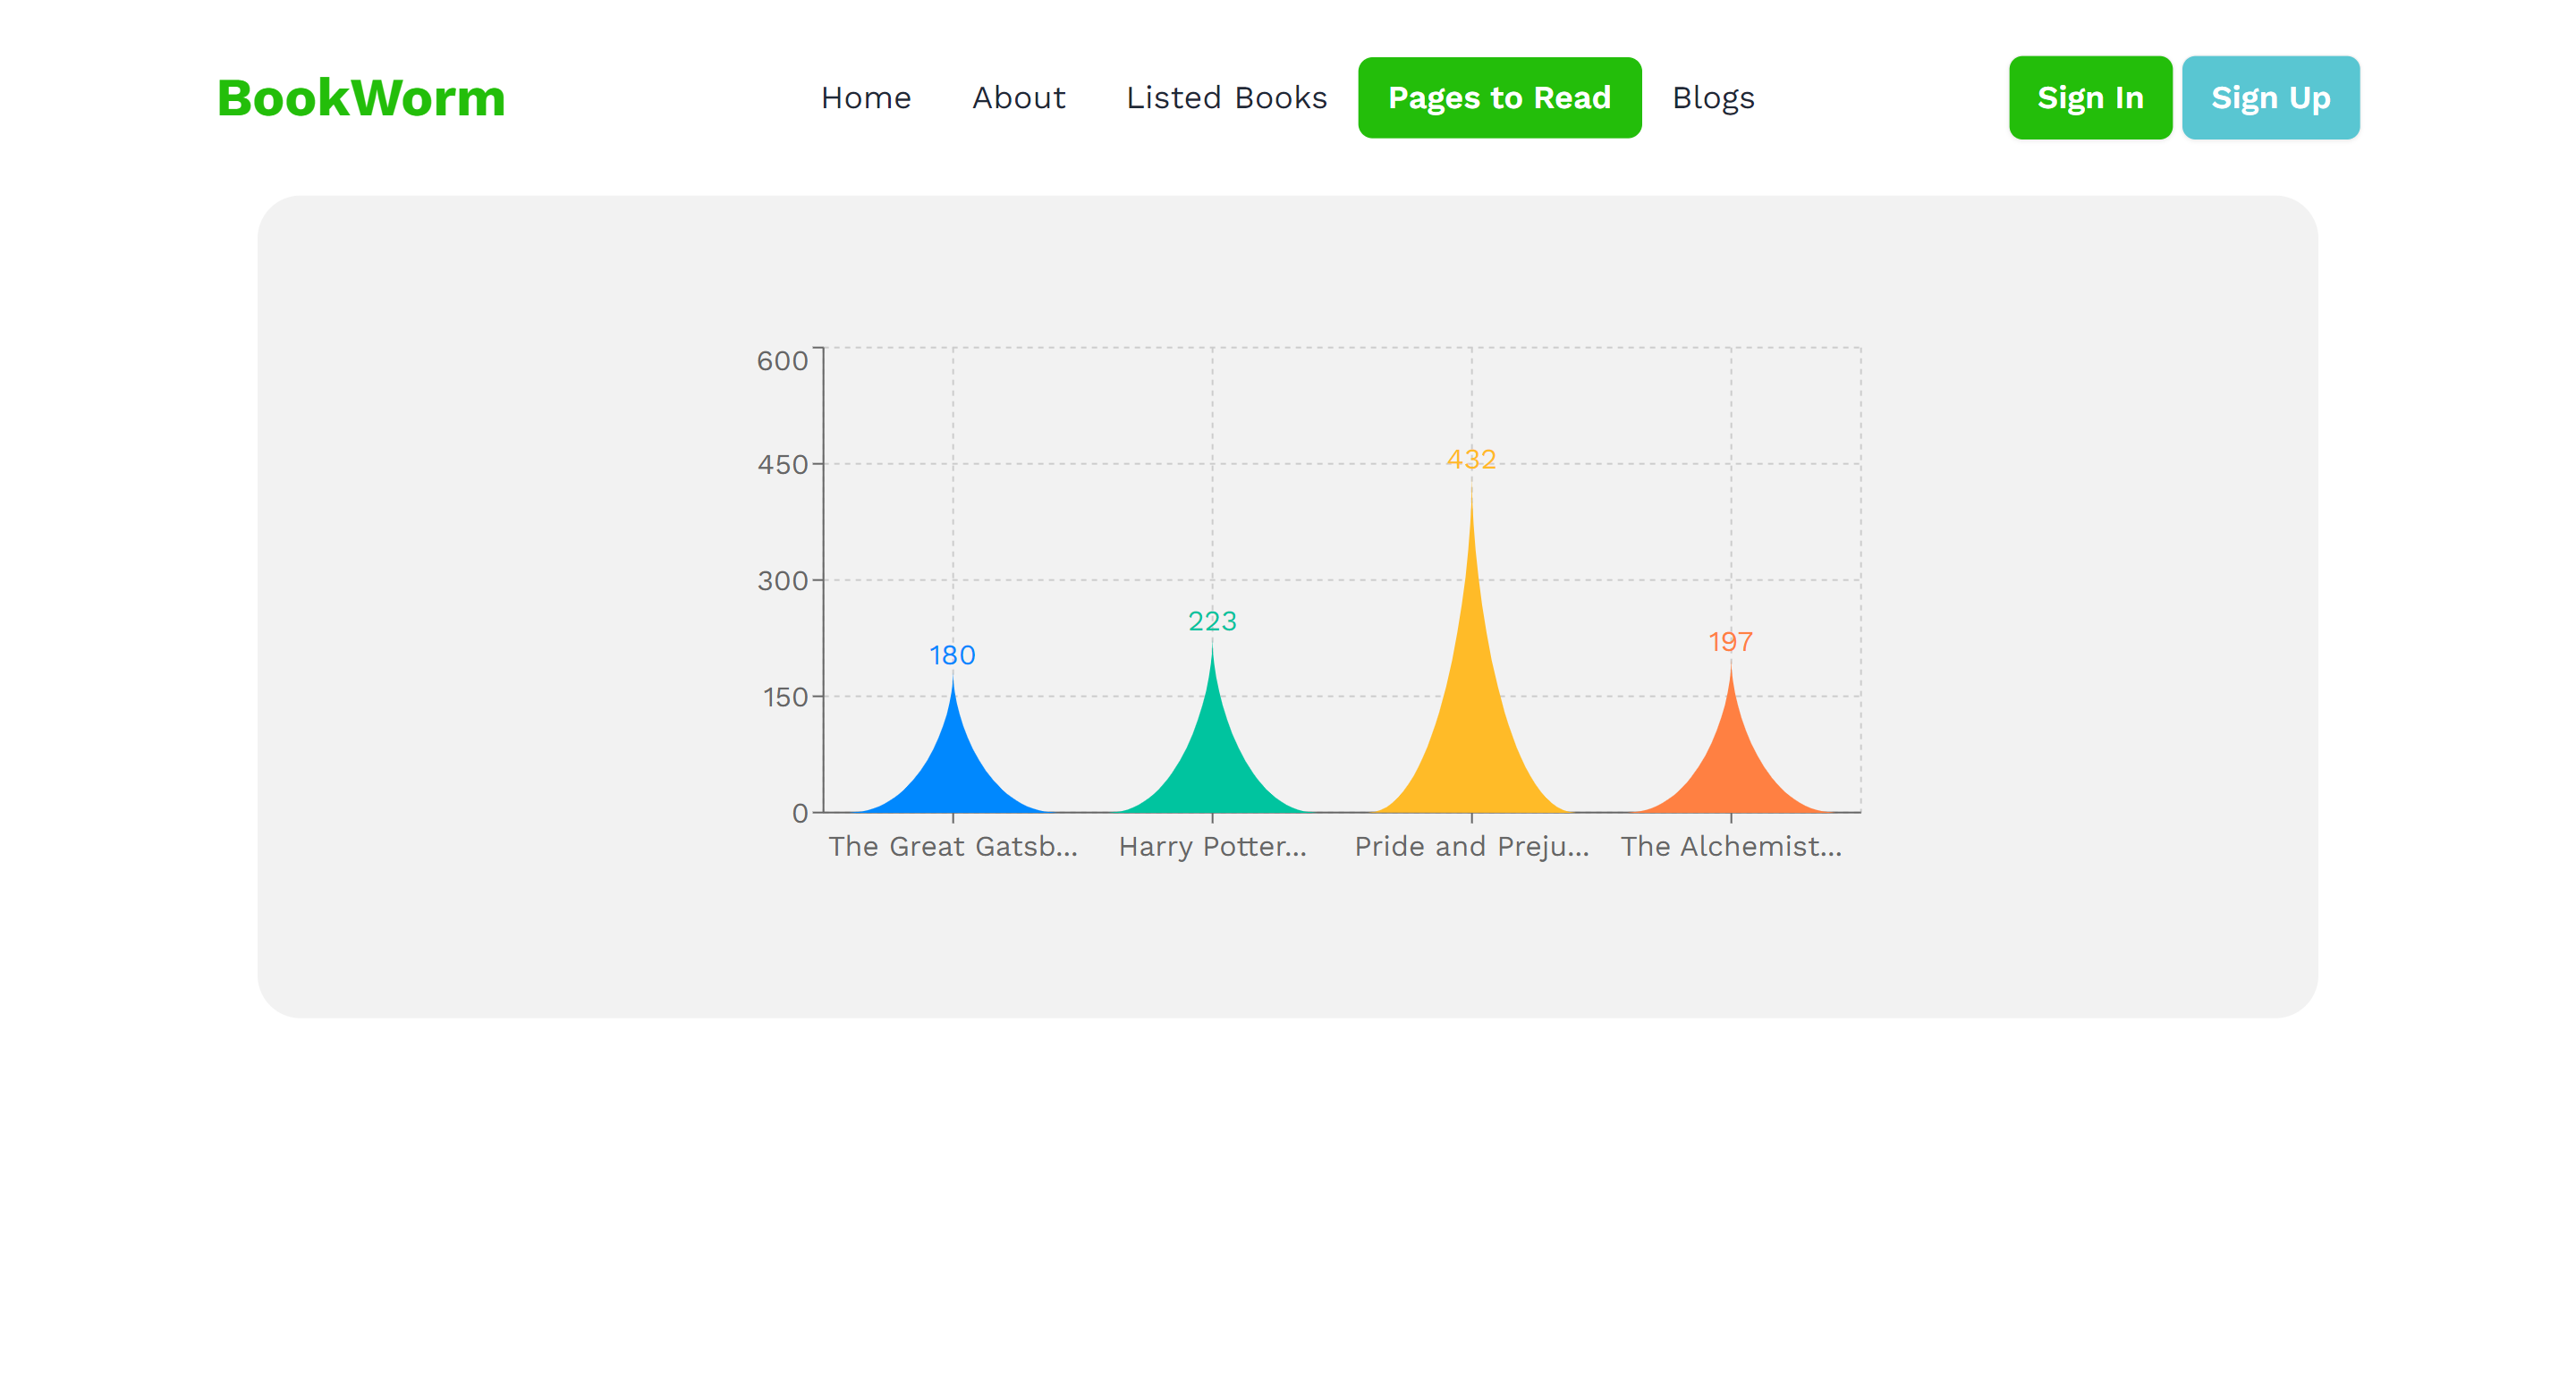 BookWorm
Home About Listed Books Pages to Read Blogs
Sign In Sign Up
600
450
300
150
0
432
223
180
197
The Great Gatsb... Harry Potter... Pride and Preju... The Alchemist...